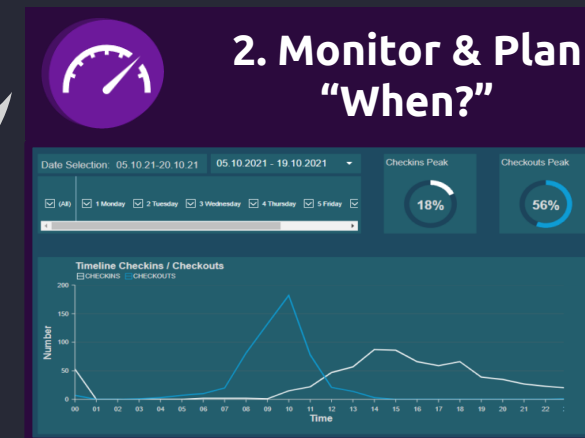 2. Monitor & Plan
“When?”
Date Selection: 05.10.21-20.10.21
05.10.2021 - 19.10.2021
Checkins Peak
Checkouts Peak
(All) 1 Monday 2 Tuesday 3 Wednesday 4 Thursday 5 Friday
18%
56%
Timeline Checkins / Checkouts
CHECKINS CHECKOUTS
200
150
100
50
0
Number
00 01 02 03 04 05 06 07 08 09 10 11 12 13 14 15 16 17 18 19 20 21 22
Time